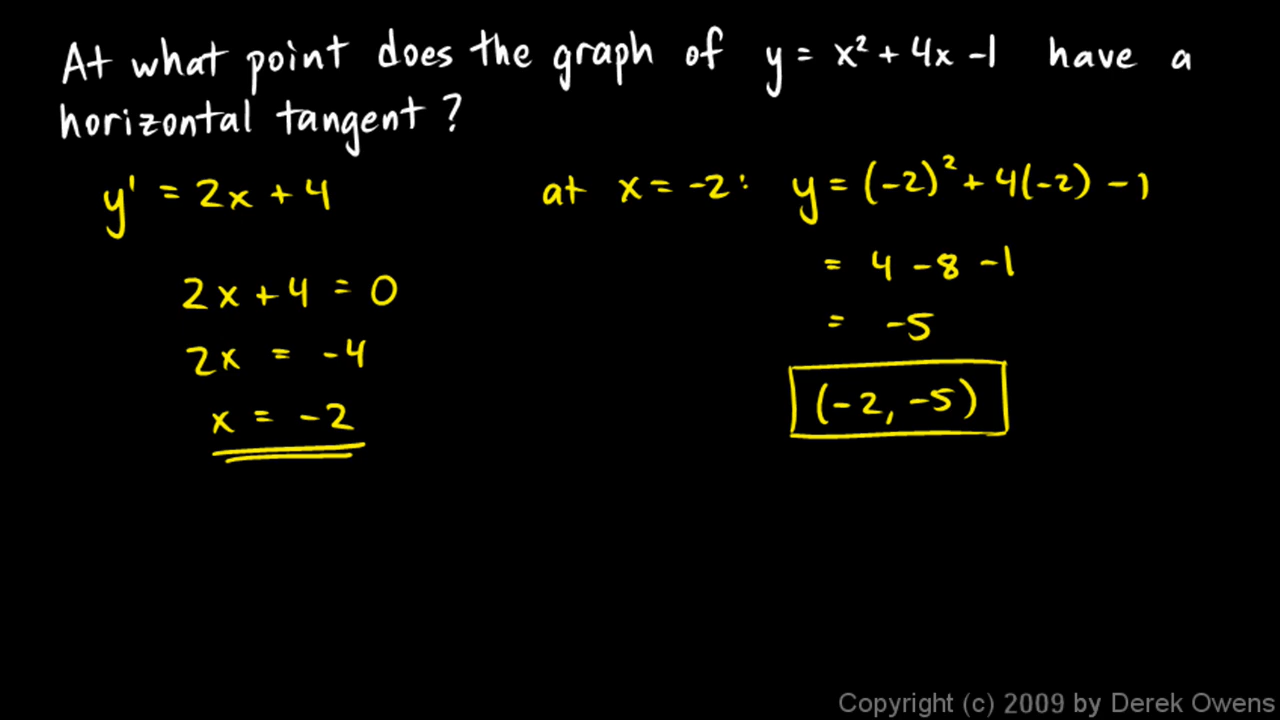 At what point does the graph of y = x² + 4x -1 have a
horizontal tangent?
y' = 2x + 4
2x + 4 = 0
2x = -4
x = -2
at x = -2: y = (-2)² + 4(-2) - 1
= 4 - 8 - 1
= -5
(-2, -5)
Copyright (c) 2009 by Derek Owens